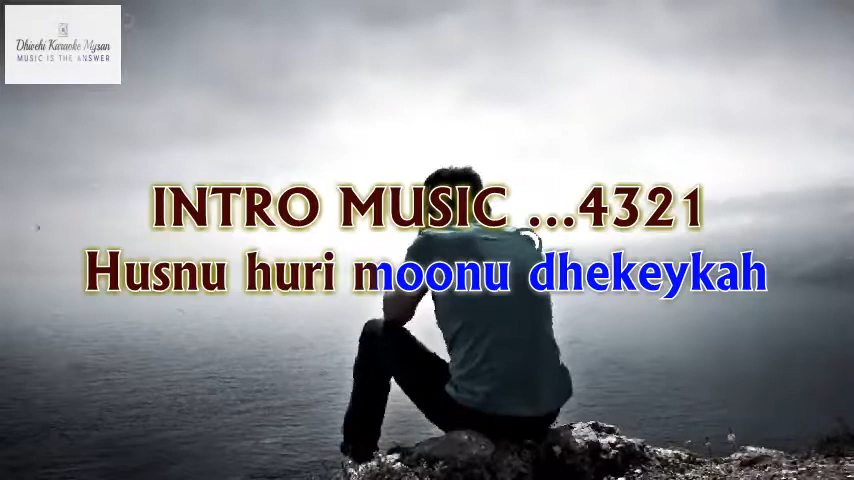 Dhivehi Karaoke Mysan
MUSIC IS THE ANSWER
INTRO MUSIC ...4321
Husnu huri moonu dhekeykah